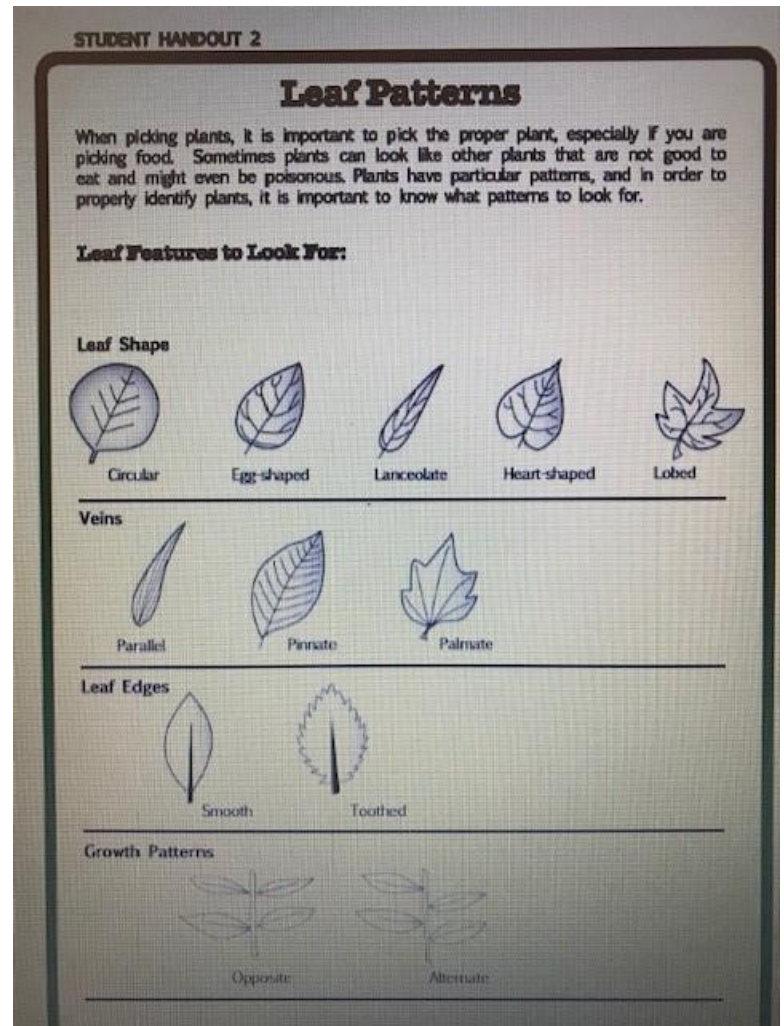 STUDENT HANDOUT 2
Leaf Patterns
When picking plants, it is important to pick the proper plant, especially if you are
picking food. Sometimes plants can look like other plants that are not good to
eat and might even be poisonous. Plants have particular patterns, and in order to
properly identify plants, it is important to know what patterns to look for.
Leaf Features to Look For:
Leaf Shape
Circular Egg-shaped Lanceolate Heart-shaped Lobed
Veins
Parallel Pinnate Palmate
Leaf Edges
Smooth Toothed
Growth Patterns
Opposite Alternate